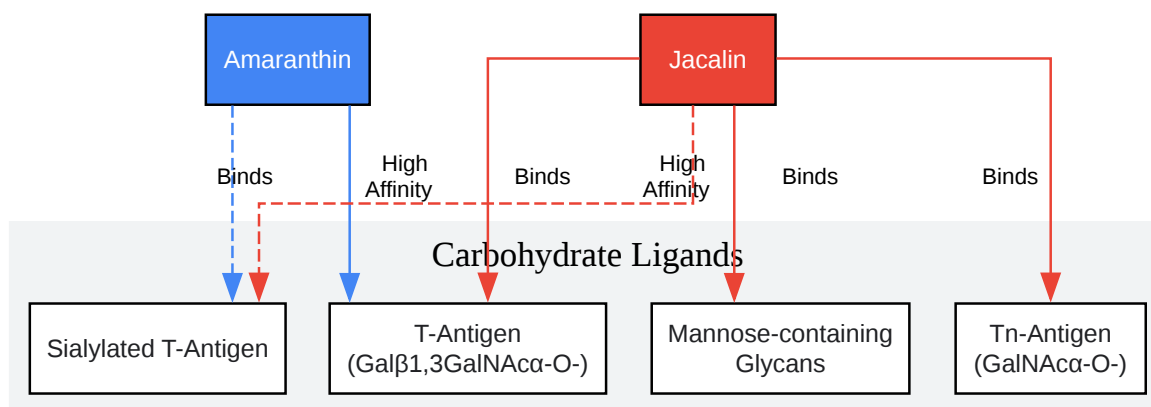 Amaranthin
Jacalin
Binds
High
Affinity
Binds
High
Affinity
Binds
Binds
Carbohydrate Ligands
Sialylated T-Antigen
T-Antigen
(Galβ1,3GalNAcα-O-)
Mannose-containing
Glycans
Tn-Antigen
(GalNAcα-O-)